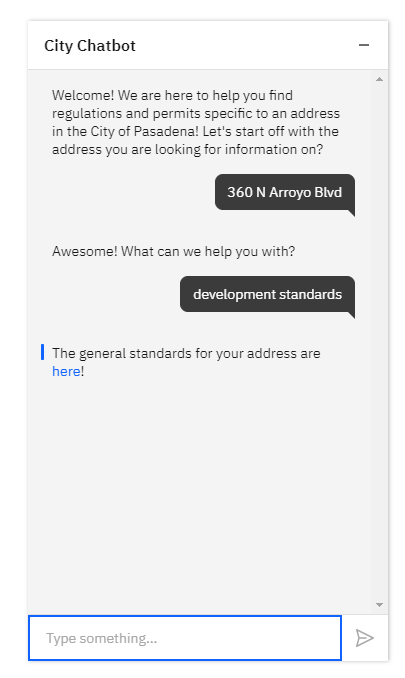 City Chatbot
Welcome! We are here to help you find
regulations and permits specific to an address
in the City of Pasadena! Let's start off with the
address you are looking for information on?
360 N Arroyo Blvd
Awesome! What can we help you with?
development standards
The general standards for your address are
here!
Type something...